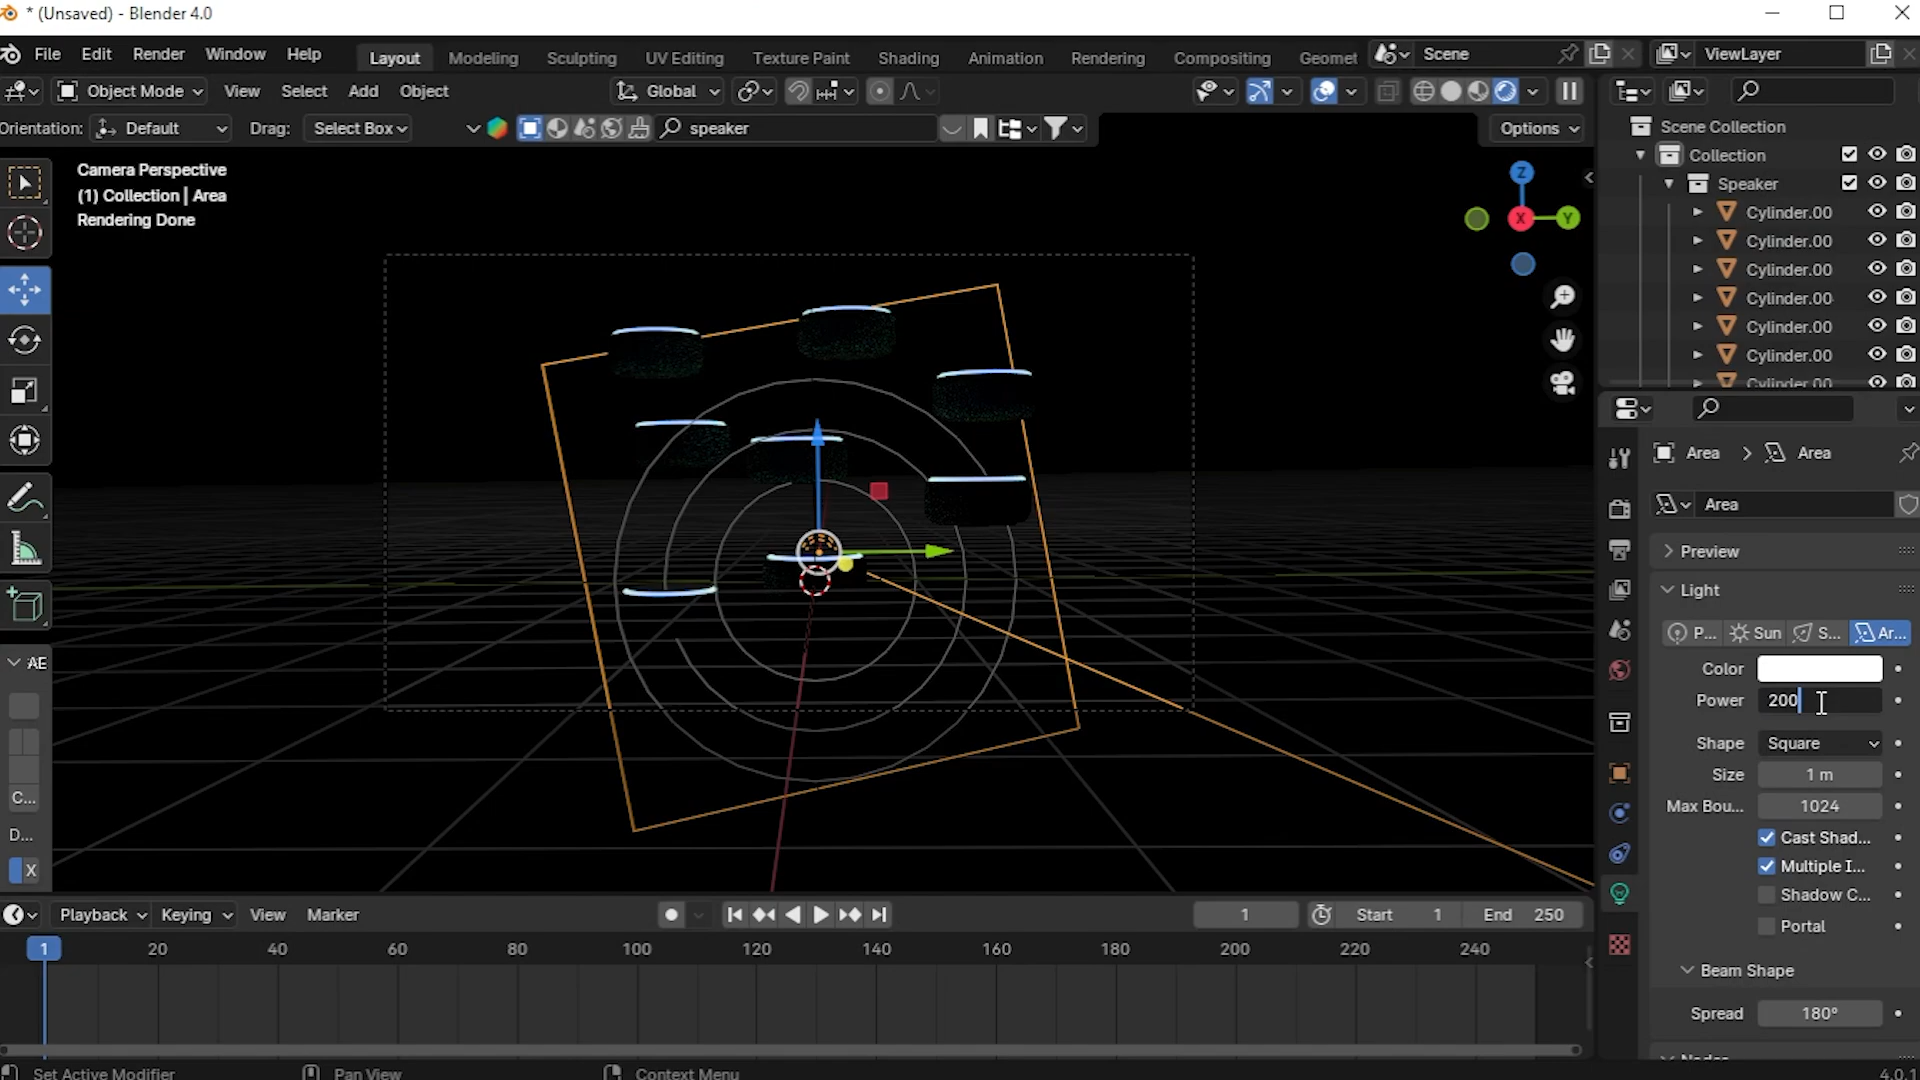 * (Unsaved) - Blender 4.0
File Edit Render Window Help Layout Modeling Sculpting UV Editing Texture Paint Shading Animation Rendering Compositing Geomet Scene ViewLayer
Object Mode View Select Add Object Global
Orientation: Default Drag: Select Box speaker Options
Camera Perspective
(1) Collection | Area
Rendering Done
Z
X
Y
Scene Collection
Collection
Speaker
Cylinder.00
Cylinder.00
Cylinder.00
Cylinder.00
Cylinder.00
Cylinder.00
Cylinder.00
Area > Area
Area
Preview
Light
P... Sun S... Ar...
Color
Power 200
Shape Square
Size 1 m
Max Bou... 1024
Cast Shad...
Multiple I...
Shadow C...
Portal
Beam Shape
Spread 180°
Nodes
AE
C...
D...
X
Playback Keying View Marker 1 Start 1 End 250
1 20 40 60 80 100 120 140 160 180 200 220 240
Set Active Modifier Pan View Context Menu 4.0.1